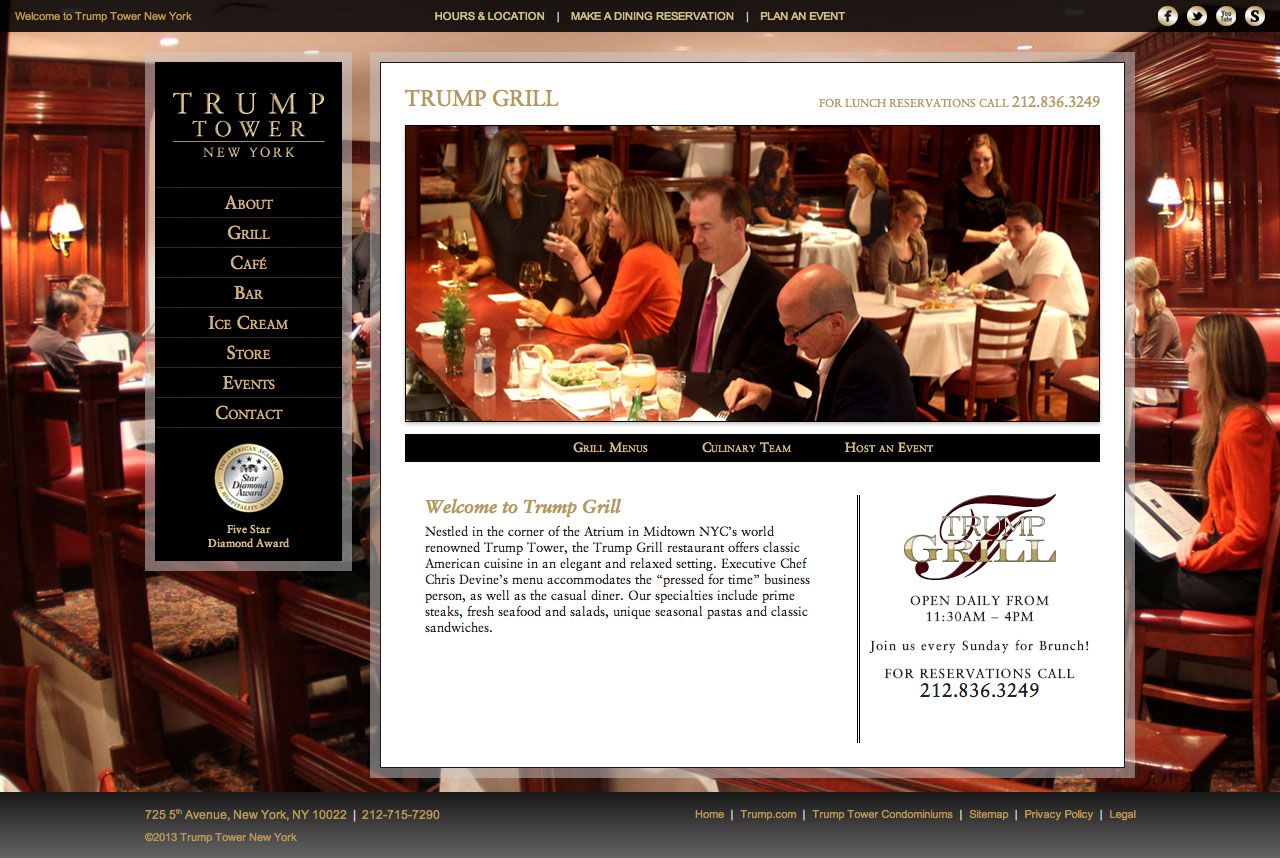 Welcome to Trump Tower New York
HOURS & LOCATION | MAKE A DINING RESERVATION | PLAN AN EVENT
f You Tube S
TRUMP
TOWER
NEW YORK
About
Grill
Café
Bar
Ice Cream
Store
Events
Contact
THE AMERICAN ACADEMY
Star
Diamond
Award
OF HOSPITALITY SCIENCES
Five Star
Diamond Award
TRUMP GRILL
FOR LUNCH RESERVATIONS CALL 212.836.3249
Grill Menus Culinary Team Host an Event
Welcome to Trump Grill
Nestled in the corner of the Atrium in Midtown NYC’s world
renowned Trump Tower, the Trump Grill restaurant offers classic
American cuisine in an elegant and relaxed setting. Executive Chef
Chris Devine’s menu accommodates the “pressed for time” business
person, as well as the casual diner. Our specialties include prime
steaks, fresh seafood and salads, unique seasonal pastas and classic
sandwiches.
T
TRUMP
GRILL
OPEN DAILY FROM
11:30AM – 4PM
Join us every Sunday for Brunch!
FOR RESERVATIONS CALL
212.836.3249
725 5th Avenue, New York, NY 10022 | 212-715-7290
©2013 Trump Tower New York
Home | Trump.com | Trump Tower Condominiums | Sitemap | Privacy Policy | Legal